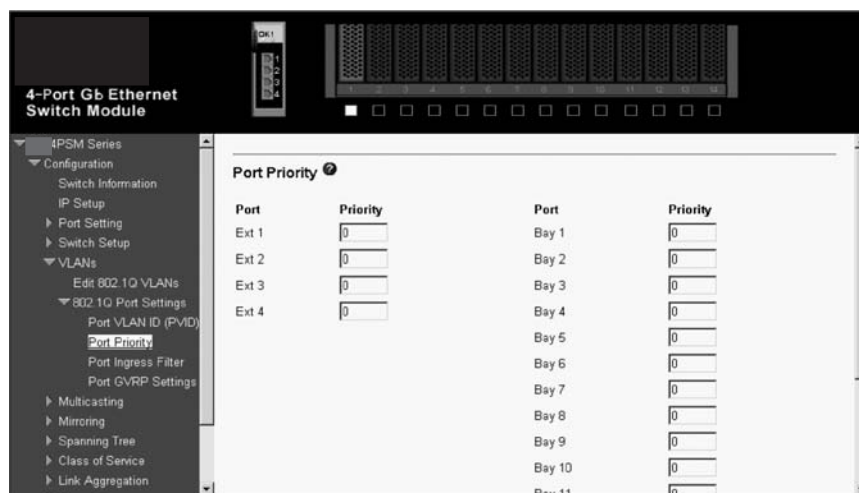 OK!
1
2
3
4
4-Port Gb Ethernet
Switch Module
1 2 3 4 5 6 7 8 9 10 11 12 13 14
4PSM Series
Configuration
Switch Information
IP Setup
Port Setting
Switch Setup
VLANs
Edit 802.1Q VLANs
802.1Q Port Settings
Port VLAN ID (PVID)
Port Priority
Port Ingress Filter
Port GVRP Settings
Multicasting
Mirroring
Spanning Tree
Class of Service
Link Aggregation
Port Priority ?
Port Priority Port Priority
Ext 1 0 Bay 1 0
Ext 2 0 Bay 2 0
Ext 3 0 Bay 3 0
Ext 4 0 Bay 4 0
Bay 5 0
Bay 6 0
Bay 7 0
Bay 8 0
Bay 9 0
Bay 10 0
Bay 11 0